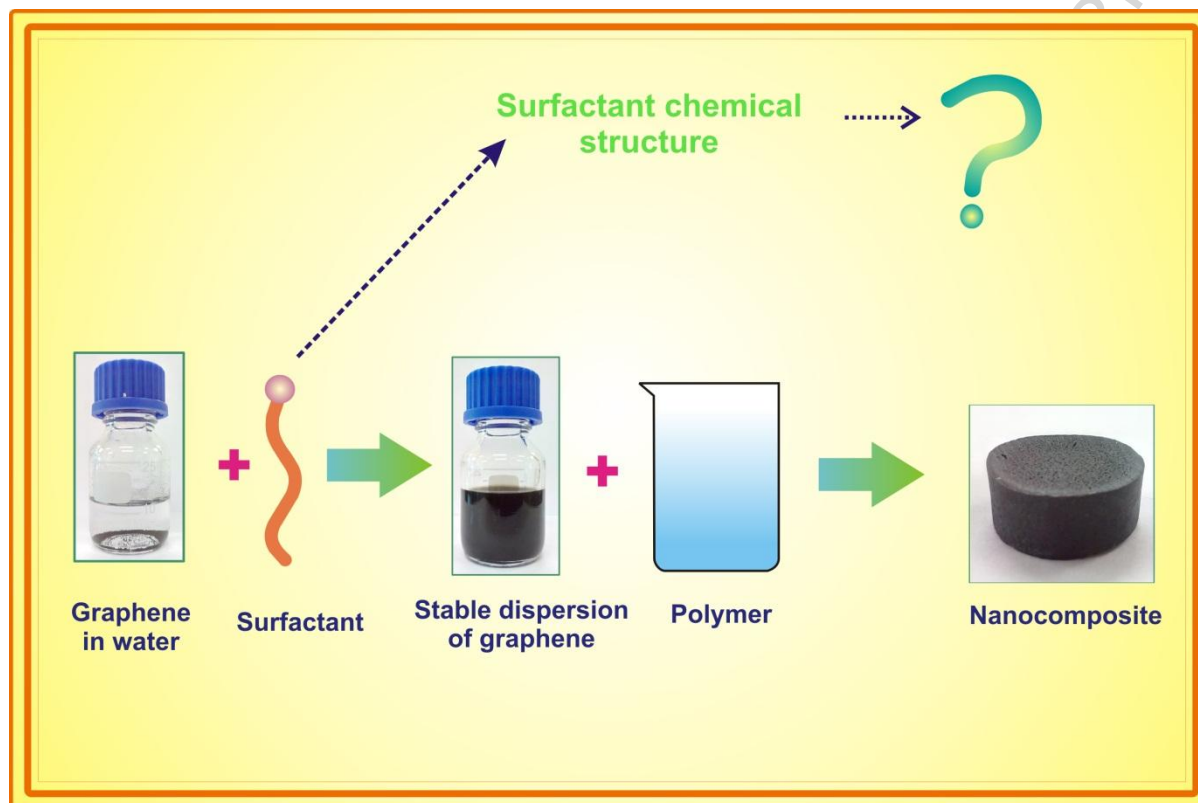 Surfactant chemical
structure
Graphene
in water
Surfactant
Stable dispersion
of graphene
Polymer
Nanocomposite